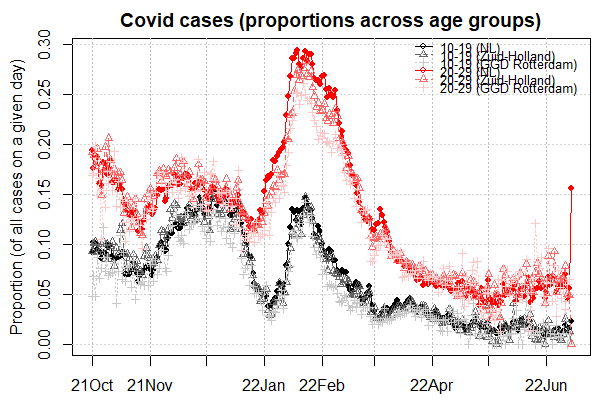 Covid cases (proportions across age groups)
10-19 (NL)
10-19 (Zuid-Holland)
10-19 (GGD Rotterdam)
20-29 (NL)
20-29 (Zuid-Holland)
20-29 (GGD Rotterdam)
Proportion (of all cases on a given day)
0.30
0.25
0.20
0.15
0.10
0.05
0.00
21Oct 21Nov 22Jan 22Feb 22Apr 22Jun